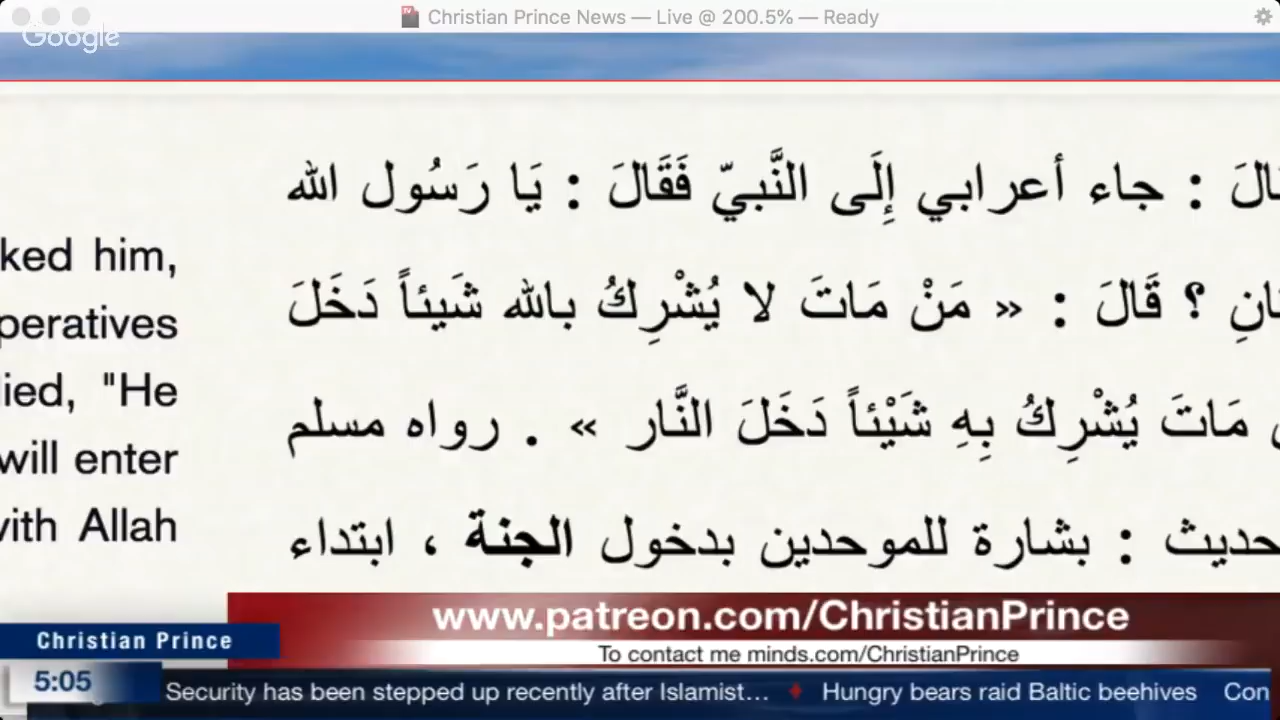 Christian Prince News — Live @ 200.5% — Ready
Google
قَالَ : جاء أعرابي إِلَى النَّبيّ فَقَالَ : يَا رَسُول الله
؟ قَالَ : « مَنْ مَاتَ لا يُشْرِكُ بالله شَيئاً دَخَلَ
مَاتَ يُشْرِكُ بِهِ شَيْئاً دَخَلَ النَّار » . رواه مسلم
حديث : بشارة للموحدين بدخول الجنة ، ابتداء
ked him,
peratives
lied, "He
will enter
with Allah
www.patreon.com/ChristianPrince
To contact me minds.com/ChristianPrince
Christian Prince
5:05
Security has been stepped up recently after Islamist... Hungry bears raid Baltic beehives Con